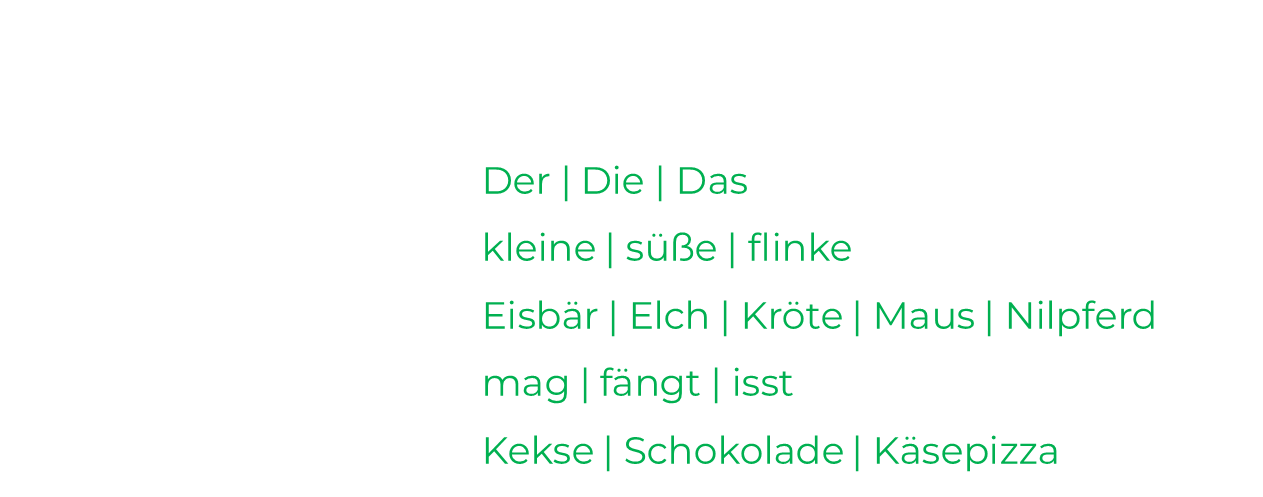 Der | Die | Das
kleine | süße | flinke
Eisbär | Elch | Kröte | Maus | Nilpferd
mag | fängt | isst
Kekse | Schokolade | Käsepizza